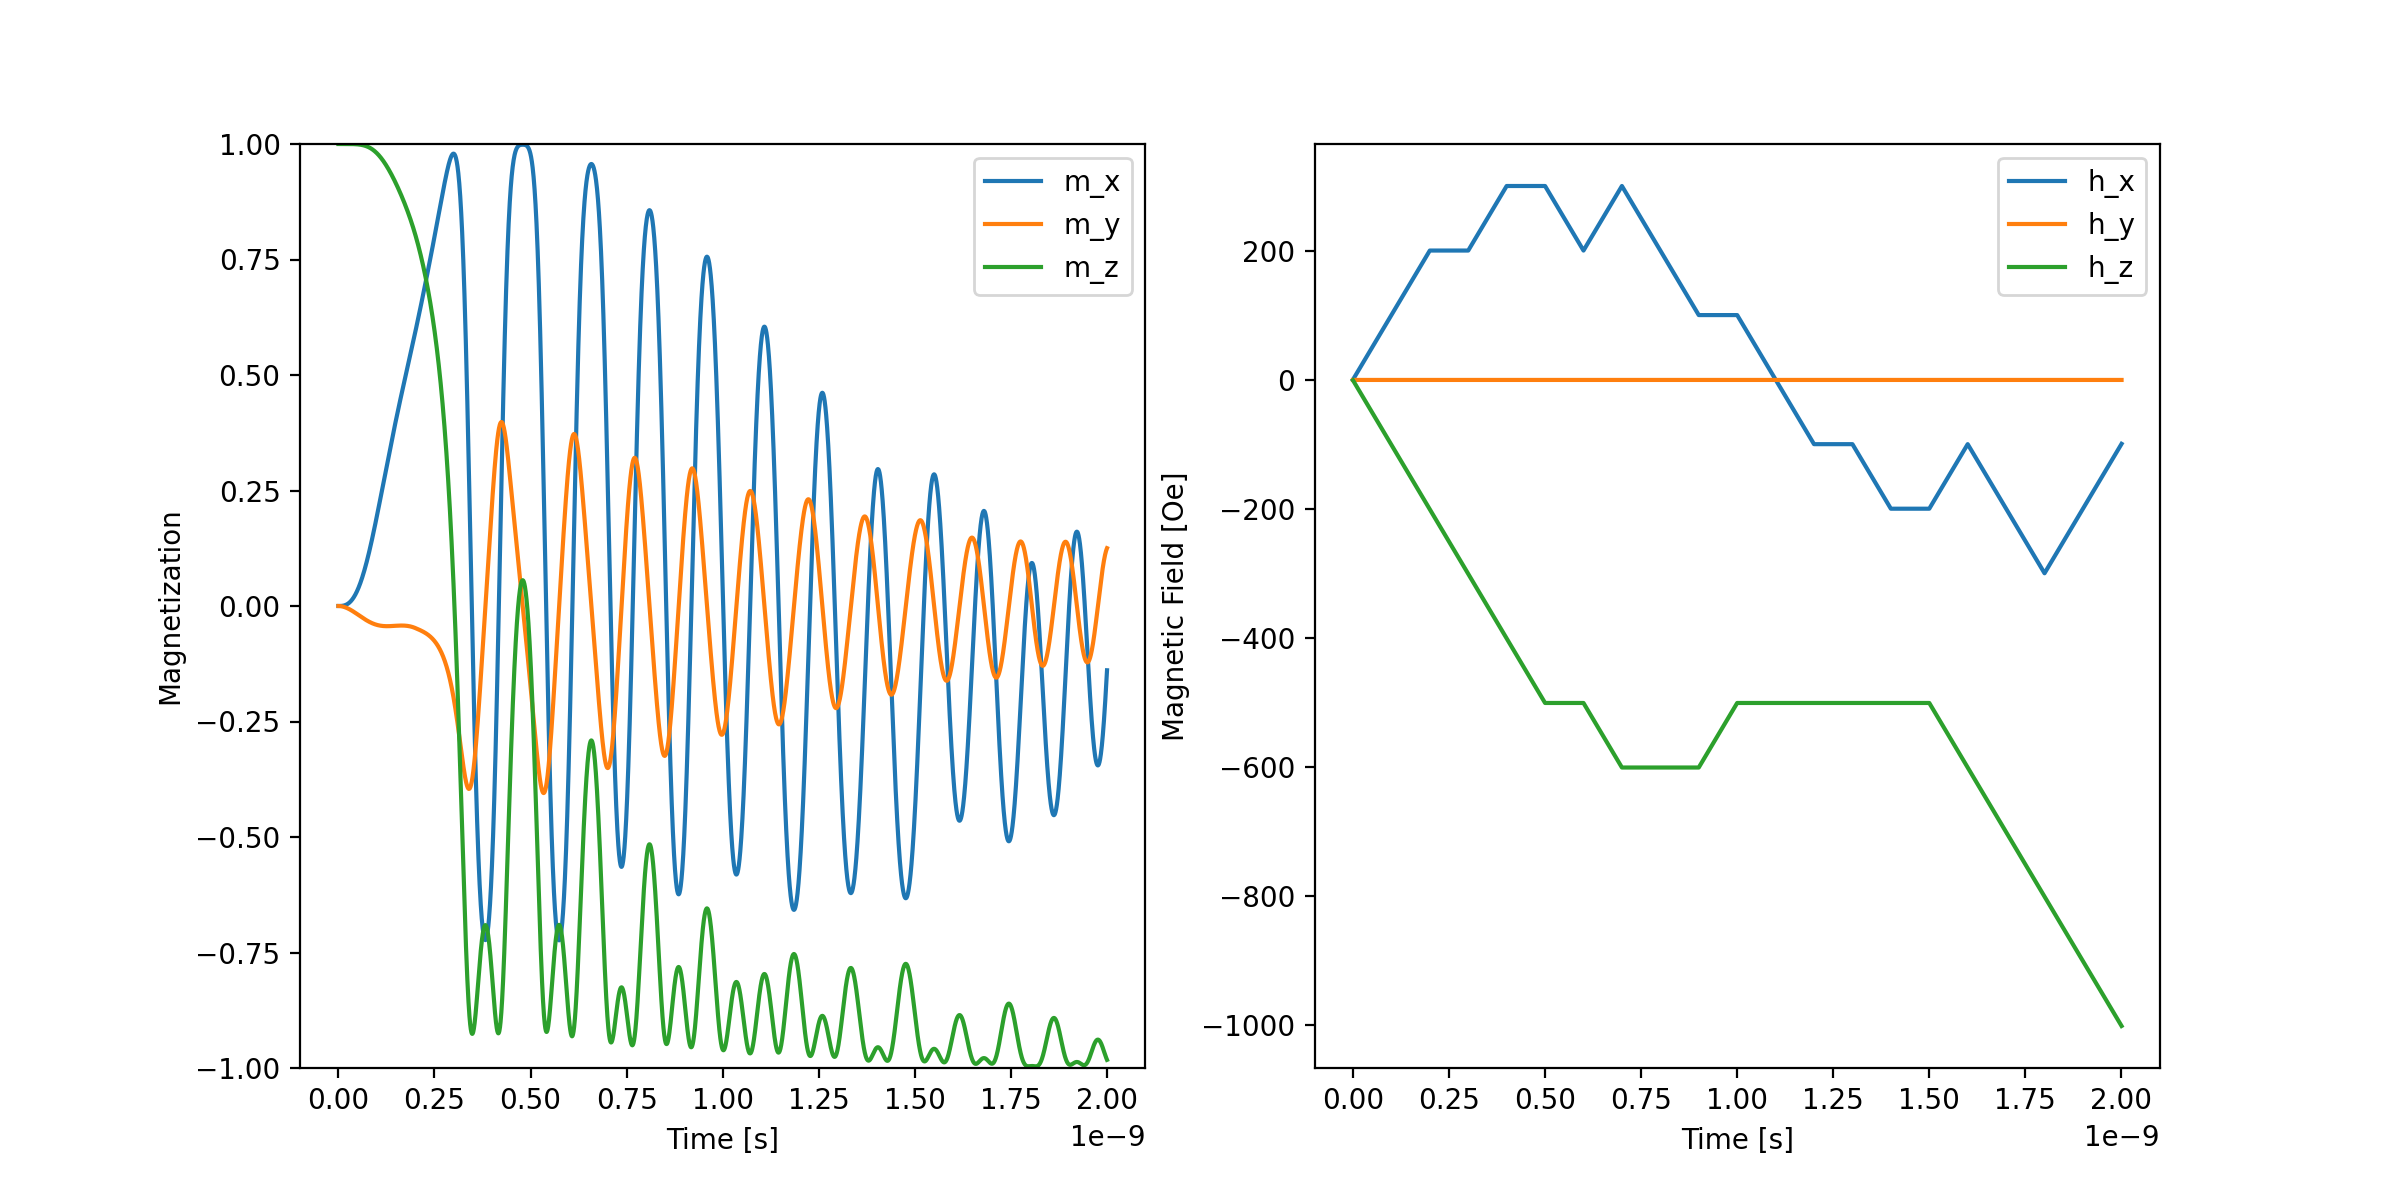 Magnetization
1.00
0.75
0.50
0.25
0.00
−0.25
−0.50
−0.75
−1.00
m_x
m_y
m_z
0.00 0.25 0.50 0.75 1.00 1.25 1.50 1.75 2.00
Time [s]
1e−9
Magnetic Field [Oe]
200
0
−200
−400
−600
−800
−1000
h_x
h_y
h_z
0.00 0.25 0.50 0.75 1.00 1.25 1.50 1.75 2.00
Time [s]
1e−9